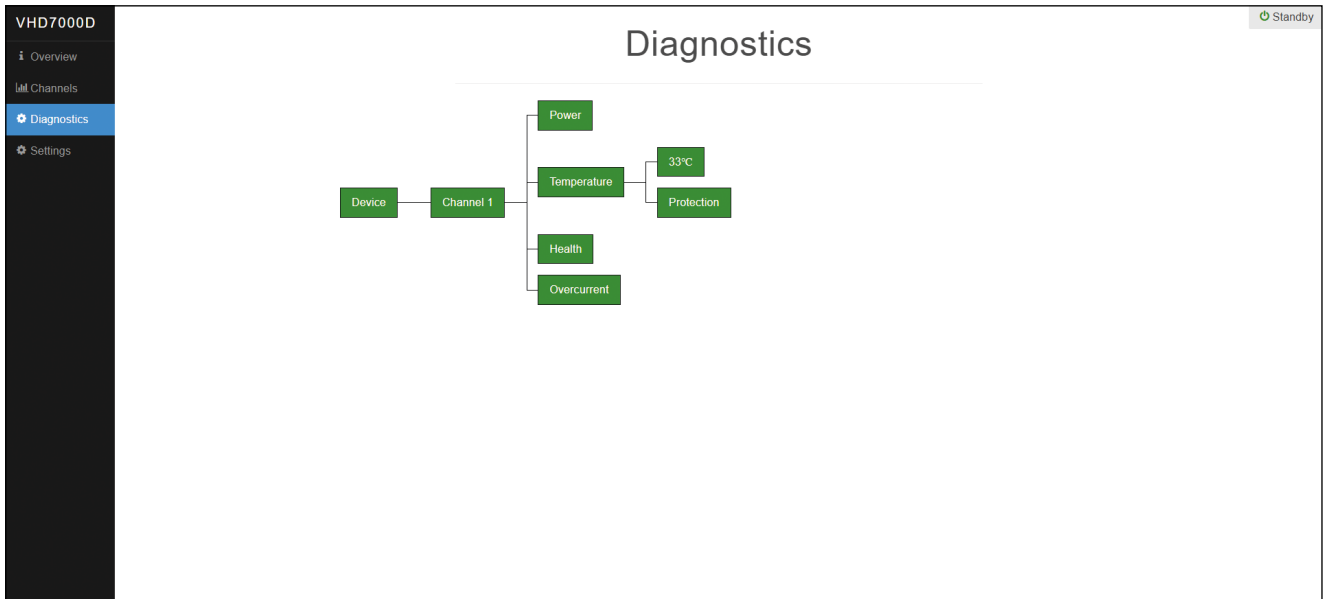 VHD7000D
Overview
Channels
Diagnostics
Settings
Standby
Diagnostics
Device
Channel 1
Power
Temperature
33°C
Protection
Health
Overcurrent